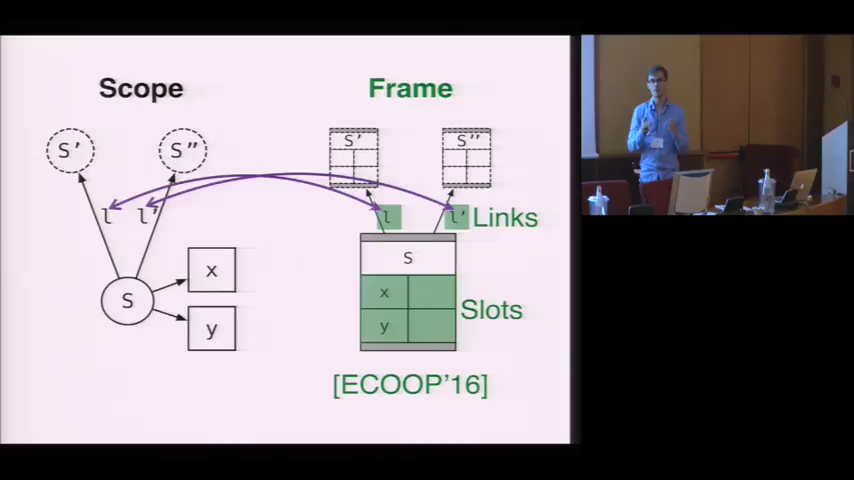 Scope
Frame
S'
S''
S'
S''
l
l'
l
l'
Links
S
S
x
y
x
y
Slots
[ECOOP'16]